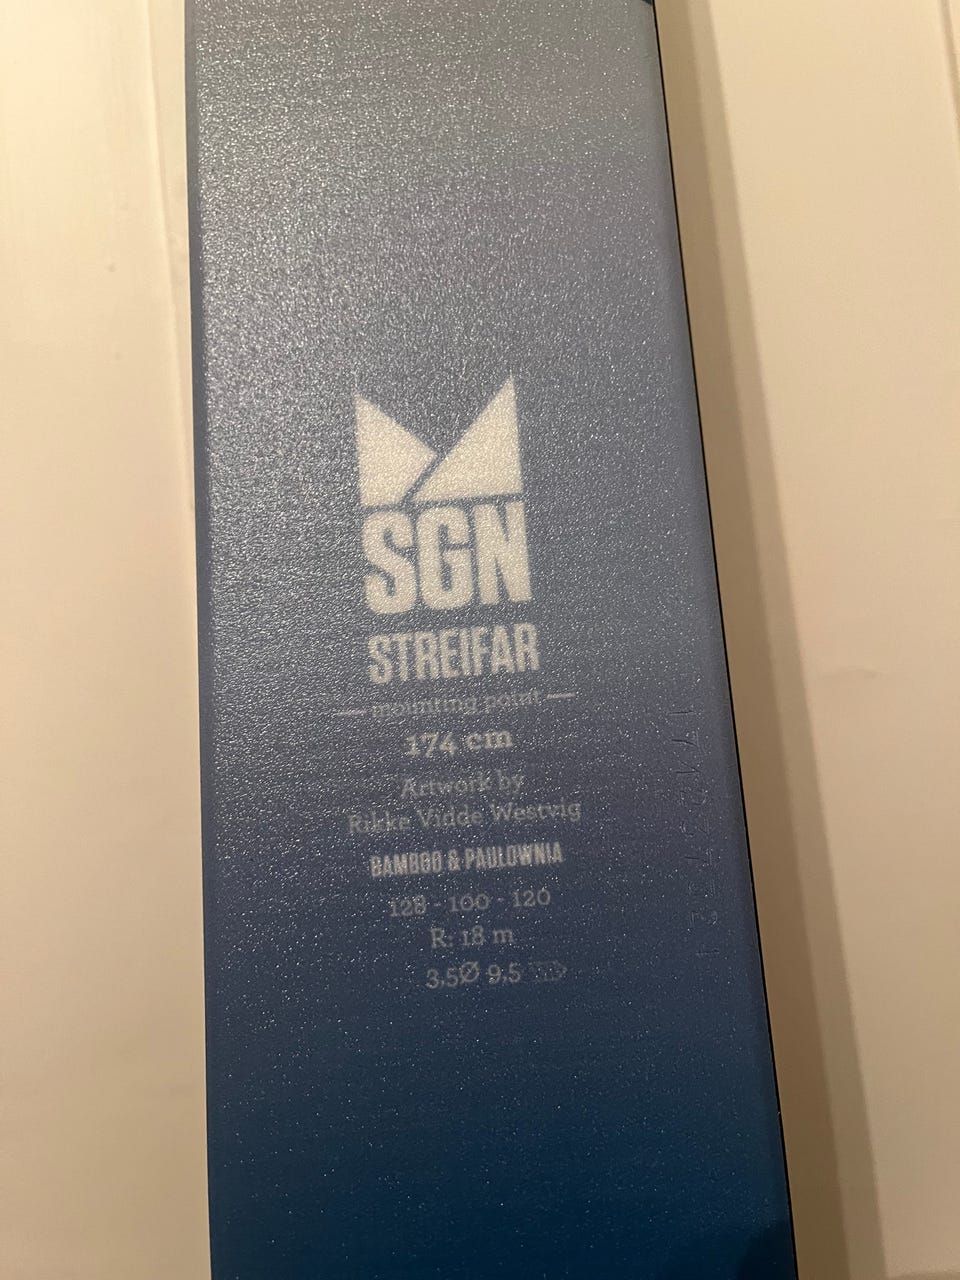 SGN
STREIFAR
mounting point
174 cm
Artwork by
Rikke Vidde Westvig
BAMBOO & PAULOWNIA
128 - 100 - 120
R: 18 m
3,5Ø 9,5